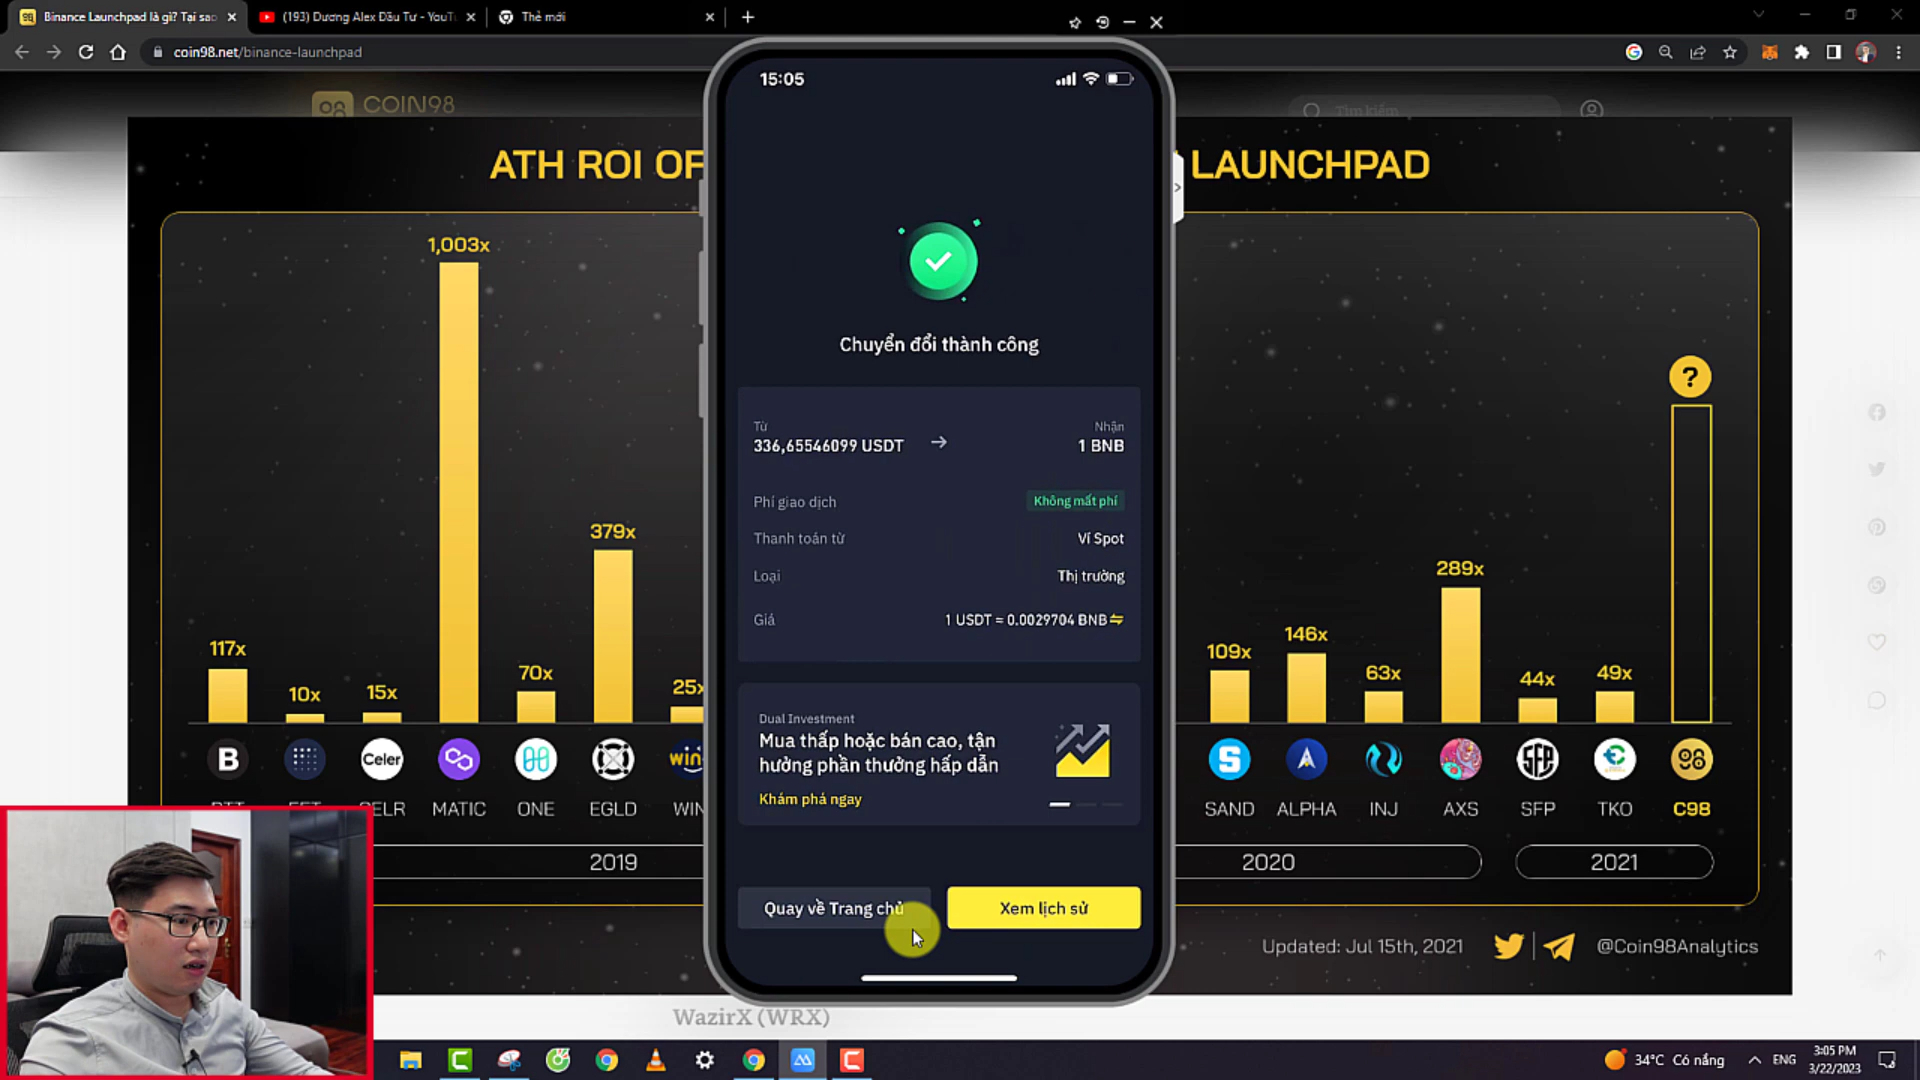 Binance Launchpad là gì? Tại sao
(193) Dương Alex Đầu Tư - YouTu
Thẻ mới
coin98.net/binance-launchpad
COIN98
Tìm kiếm
ATH ROI OF
LAUNCHPAD
15:05
Chuyển đổi thành công
Từ
336,65546099 USDT
Nhận
1 BNB
Phí giao dịch
Không mất phí
Thanh toán từ
Ví Spot
Loại
Thị trường
Giá
1 USDT = 0.0029704 BNB
Dual Investment
Mua thấp hoặc bán cao, tận
hưởng phần thưởng hấp dẫn
Khám phá ngay
Quay về Trang chủ
Xem lịch sử
117x
10x
15x
1,003x
70x
379x
25x
109x
146x
63x
289x
44x
49x
?
B
Celer
win
S
SFP
98
MATIC
ONE
EGLD
WIN
SAND
ALPHA
INJ
AXS
SFP
TKO
C98
2019
2020
2021
Updated: Jul 15th, 2021
@Coin98Analytics
WazirX (WRX)
34°C Có nắng
ENG
3:05 PM
3/22/2023